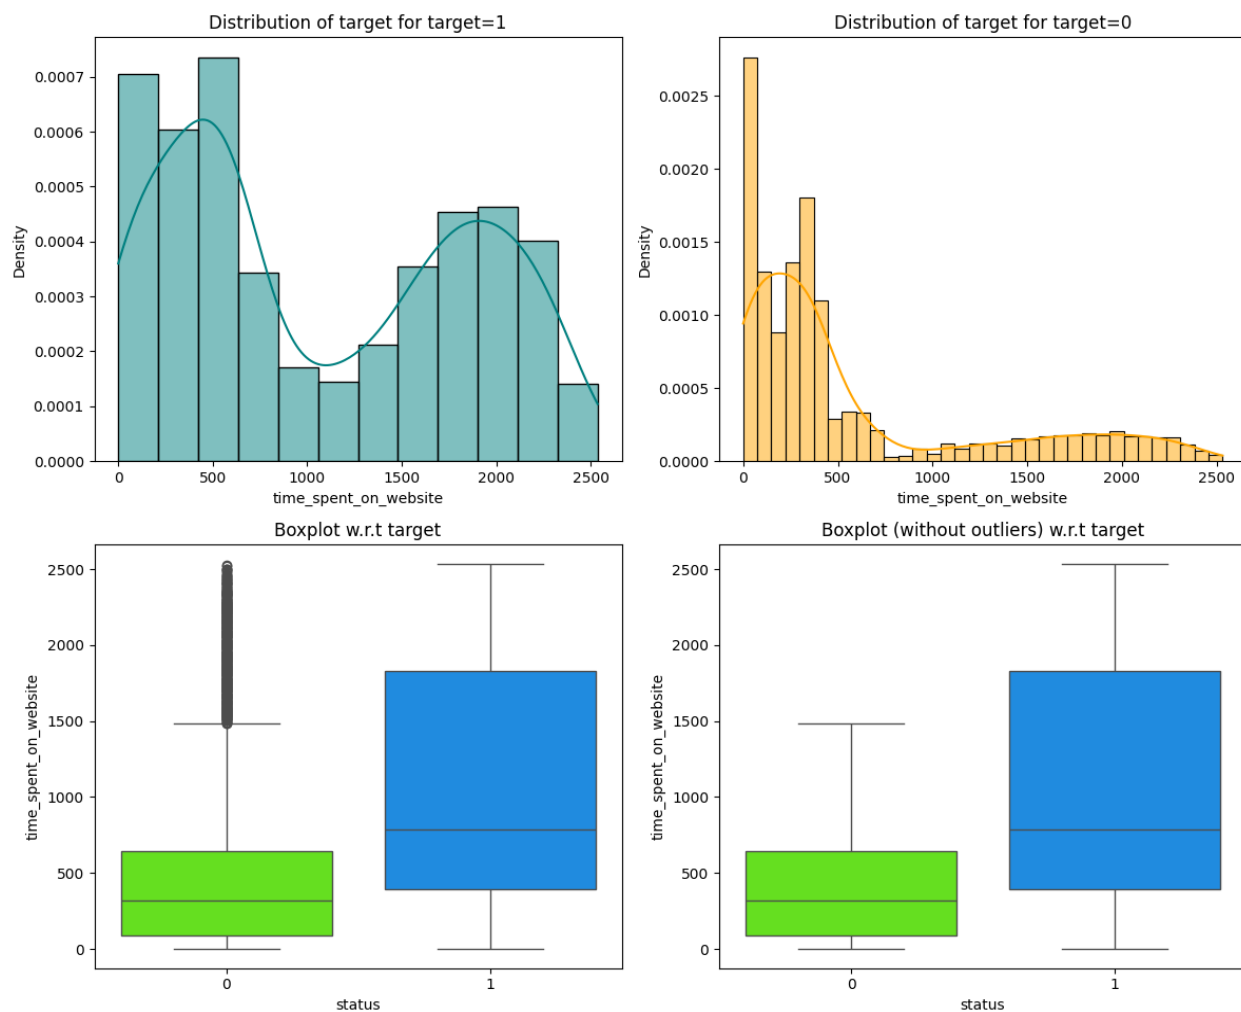 Distribution of target for target=1
Density
0.0007
0.0006
0.0005
0.0004
0.0003
0.0002
0.0001
0.0000
0 500 1000 1500 2000 2500
time_spent_on_website
Distribution of target for target=0
Density
0.0025
0.0020
0.0015
0.0010
0.0005
0.0000
0 500 1000 1500 2000 2500
time_spent_on_website
Boxplot w.r.t target
time_spent_on_website
2500
2000
1500
1000
500
0
0 1
status
Boxplot (without outliers) w.r.t target
time_spent_on_website
2500
2000
1500
1000
500
0
0 1
status